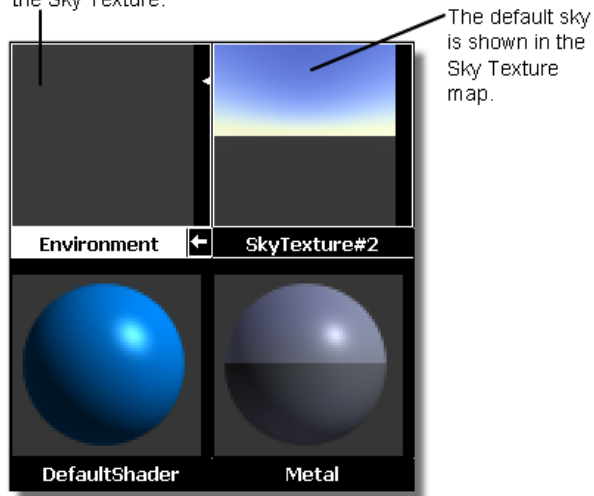 the Sky Texture.
The default sky
is shown in the
Sky Texture
map.
Environment
SkyTexture#2
DefaultShader
Metal